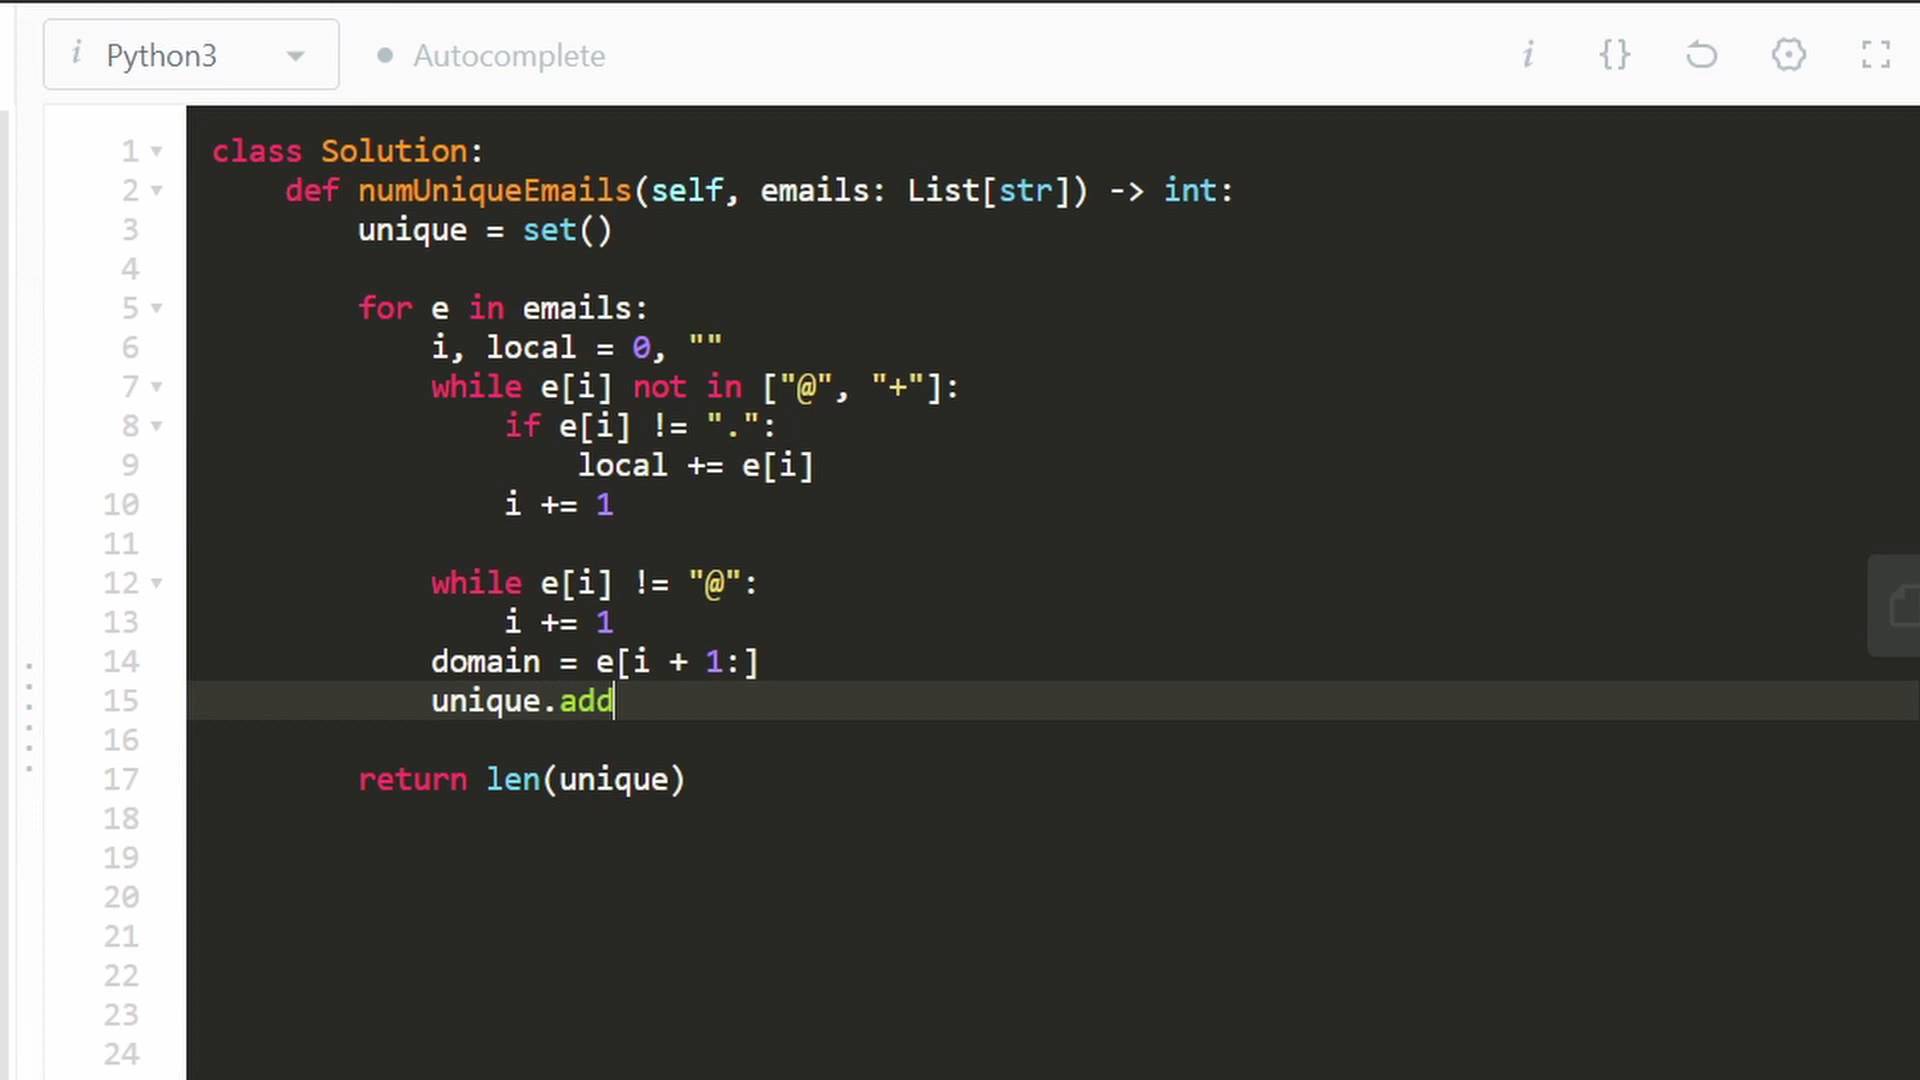 i Python3 Autocomplete i {}
1 class Solution:
2 def numUniqueEmails(self, emails: List[str]) -> int:
3 unique = set()
4
5 for e in emails:
6 i, local = 0, ""
7 while e[i] not in ["@", "+"]:
8 if e[i] != ".":
9 local += e[i]
10 i += 1
11
12 while e[i] != "@":
13 i += 1
14 domain = e[i + 1:]
15 unique.add
16
17 return len(unique)
18
19
20
21
22
23
24